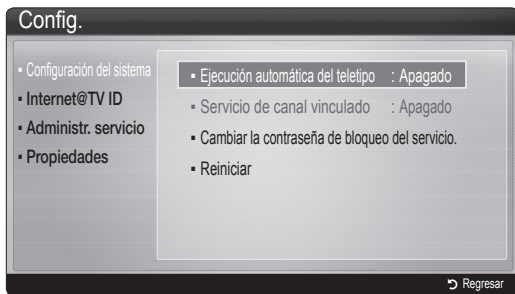 Config.
▪ Configuración del sistema
▪ Internet@TV ID
▪ Administr. servicio
▪ Propiedades
▪ Ejecución automática del teletipo : Apagado
▪ Servicio de canal vinculado : Apagado
▪ Cambiar la contraseña de bloqueo del servicio.
▪ Reiniciar
Regresar